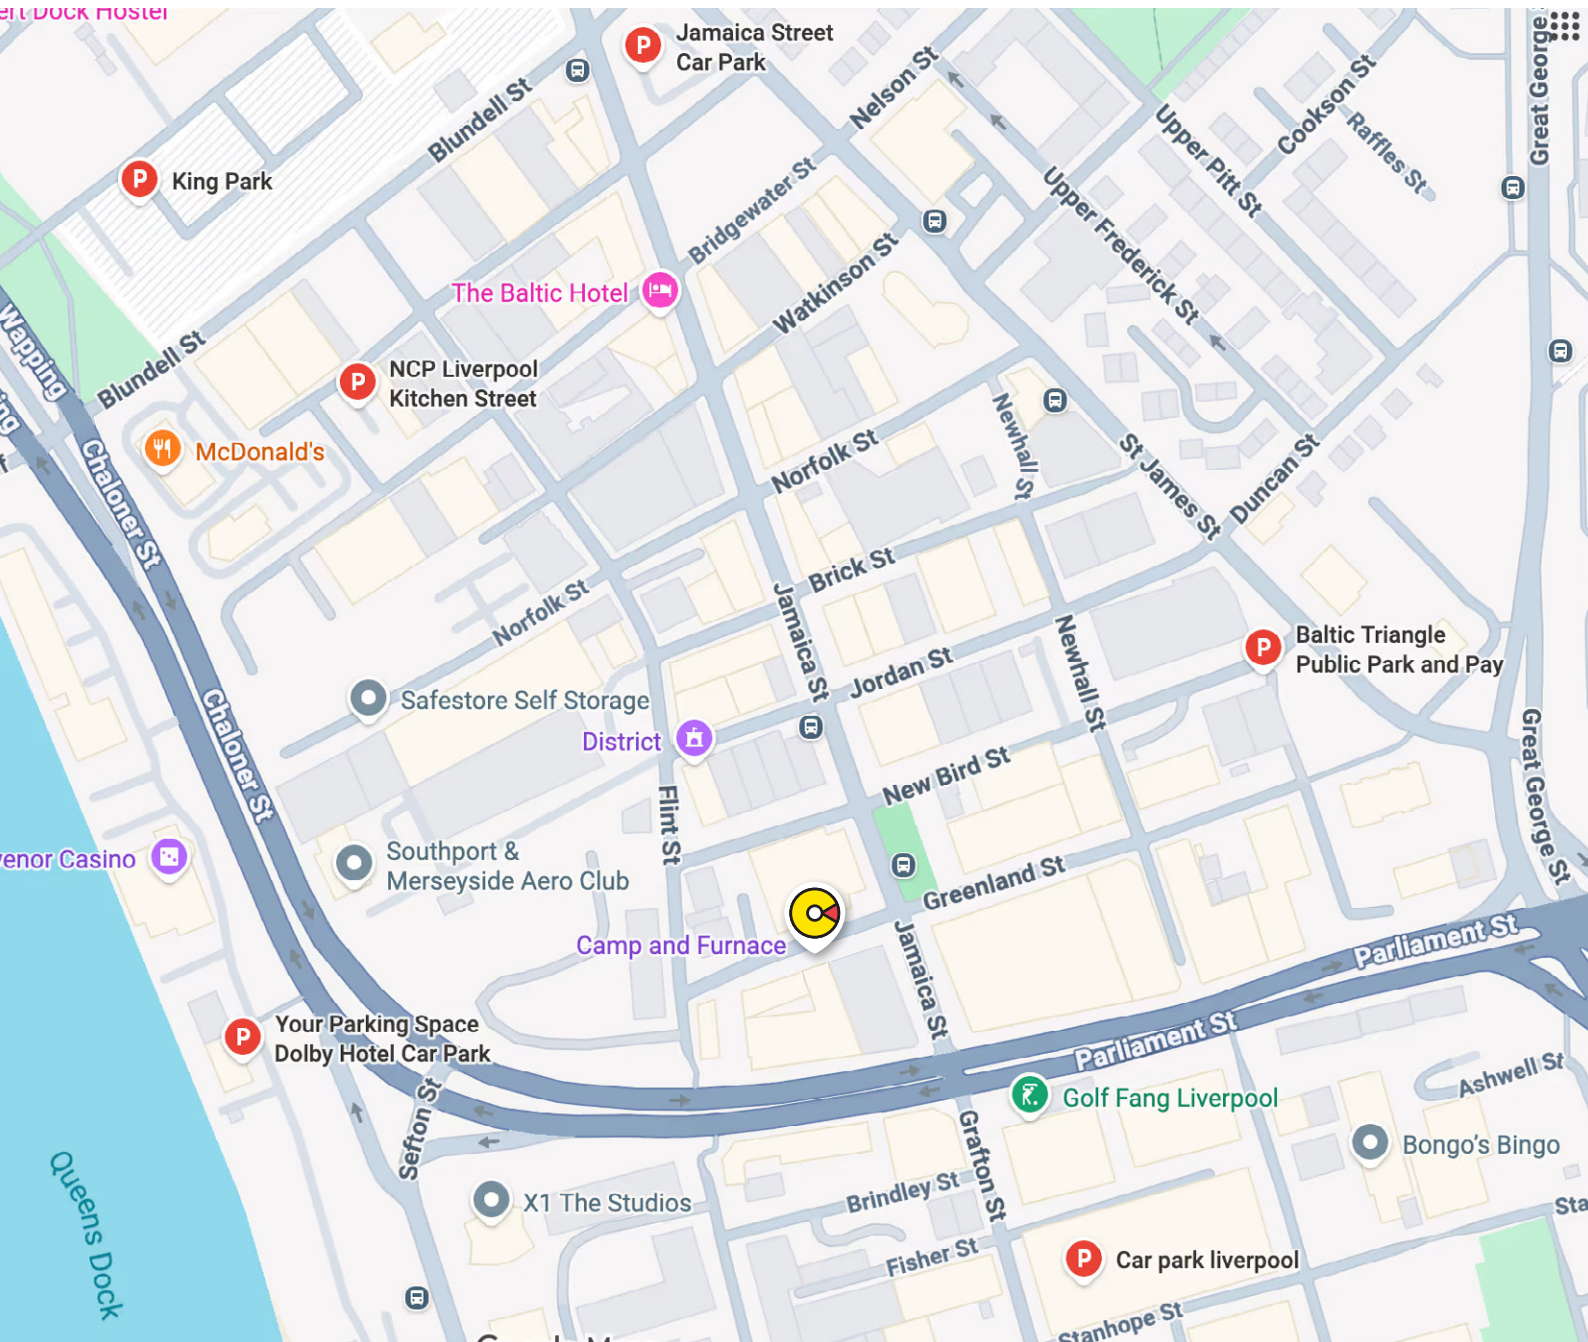 ert Dock Hostel
Jamaica Street
Car Park
Great George
Nelson St
Cookson St
Blundell St
Raffles St
Upper Pitt St
P
King Park
Bridgewater St
Upper Frederick St
Watkinson St
The Baltic Hotel
Wapping
Blundell St
P
NCP Liverpool
Kitchen Street
ing
McDonald's
Chaloner St
Norfolk St
Newhall St
St James St
Duncan St
Brick St
Norfolk St
Jamaica St
Newhall St
Jordan St
P
Baltic Triangle
Public Park and Pay
Safestore Self Storage
District
Chaloner St
Great George St
New Bird St
Flint St
venor Casino
Southport &
Merseyside Aero Club
Greenland St
Camp and Furnace
Jamaica St
Parliament St
Parliament St
P
Your Parking Space
Dolby Hotel Car Park
Sefton St
Golf Fang Liverpool
Ashwell St
Bongo's Bingo
Grafton St
Queens Dock
X1 The Studios
Brindley St
Fisher St
Sta
P
Car park liverpool
Stanhope St
P